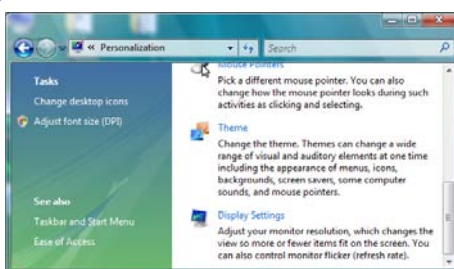 « Personalization
Search
Tasks
Change desktop icons
Adjust font size (DPI)
See also
Taskbar and Start Menu
Ease of Access
Mouse Pointers
Pick a different mouse pointer. You can also
change how the mouse pointer looks during such
activities as clicking and selecting.
Theme
Change the theme. Themes can change a wide
range of visual and auditory elements at one time
including the appearance of menus, icons,
backgrounds, screen savers, some computer
sounds, and mouse pointers.
Display Settings
Adjust your monitor resolution, which changes the
view so more or fewer items fit on the screen. You
can also control monitor flicker (refresh rate).